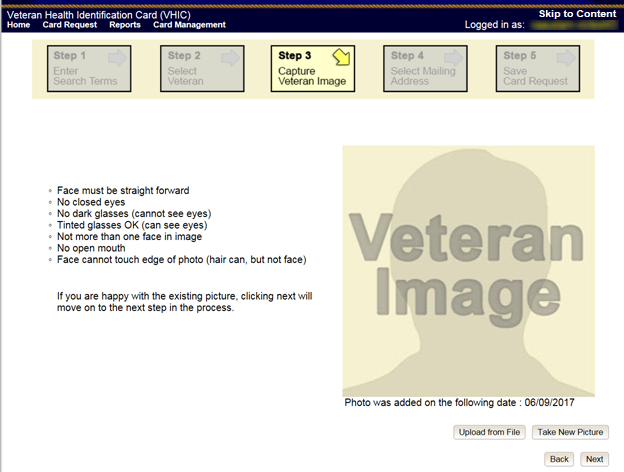 Veteran Health Identification Card (VHIC)
Skip to Content
Home Card Request Reports Card Management
Logged in as:
Step 1
Enter
Search Terms
Step 2
Select
Veteran
Step 3
Capture
Veteran Image
Step 4
Select Mailing
Address
Step 5
Save
Card Request
Face must be straight forward
No closed eyes
No dark glasses (cannot see eyes)
Tinted glasses OK (can see eyes)
Not more than one face in image
No open mouth
Face cannot touch edge of photo (hair can, but not face)
If you are happy with the existing picture, clicking next will
move on to the next step in the process.
Veteran
Image
Photo was added on the following date : 06/09/2017
Upload from File Take New Picture
Back Next